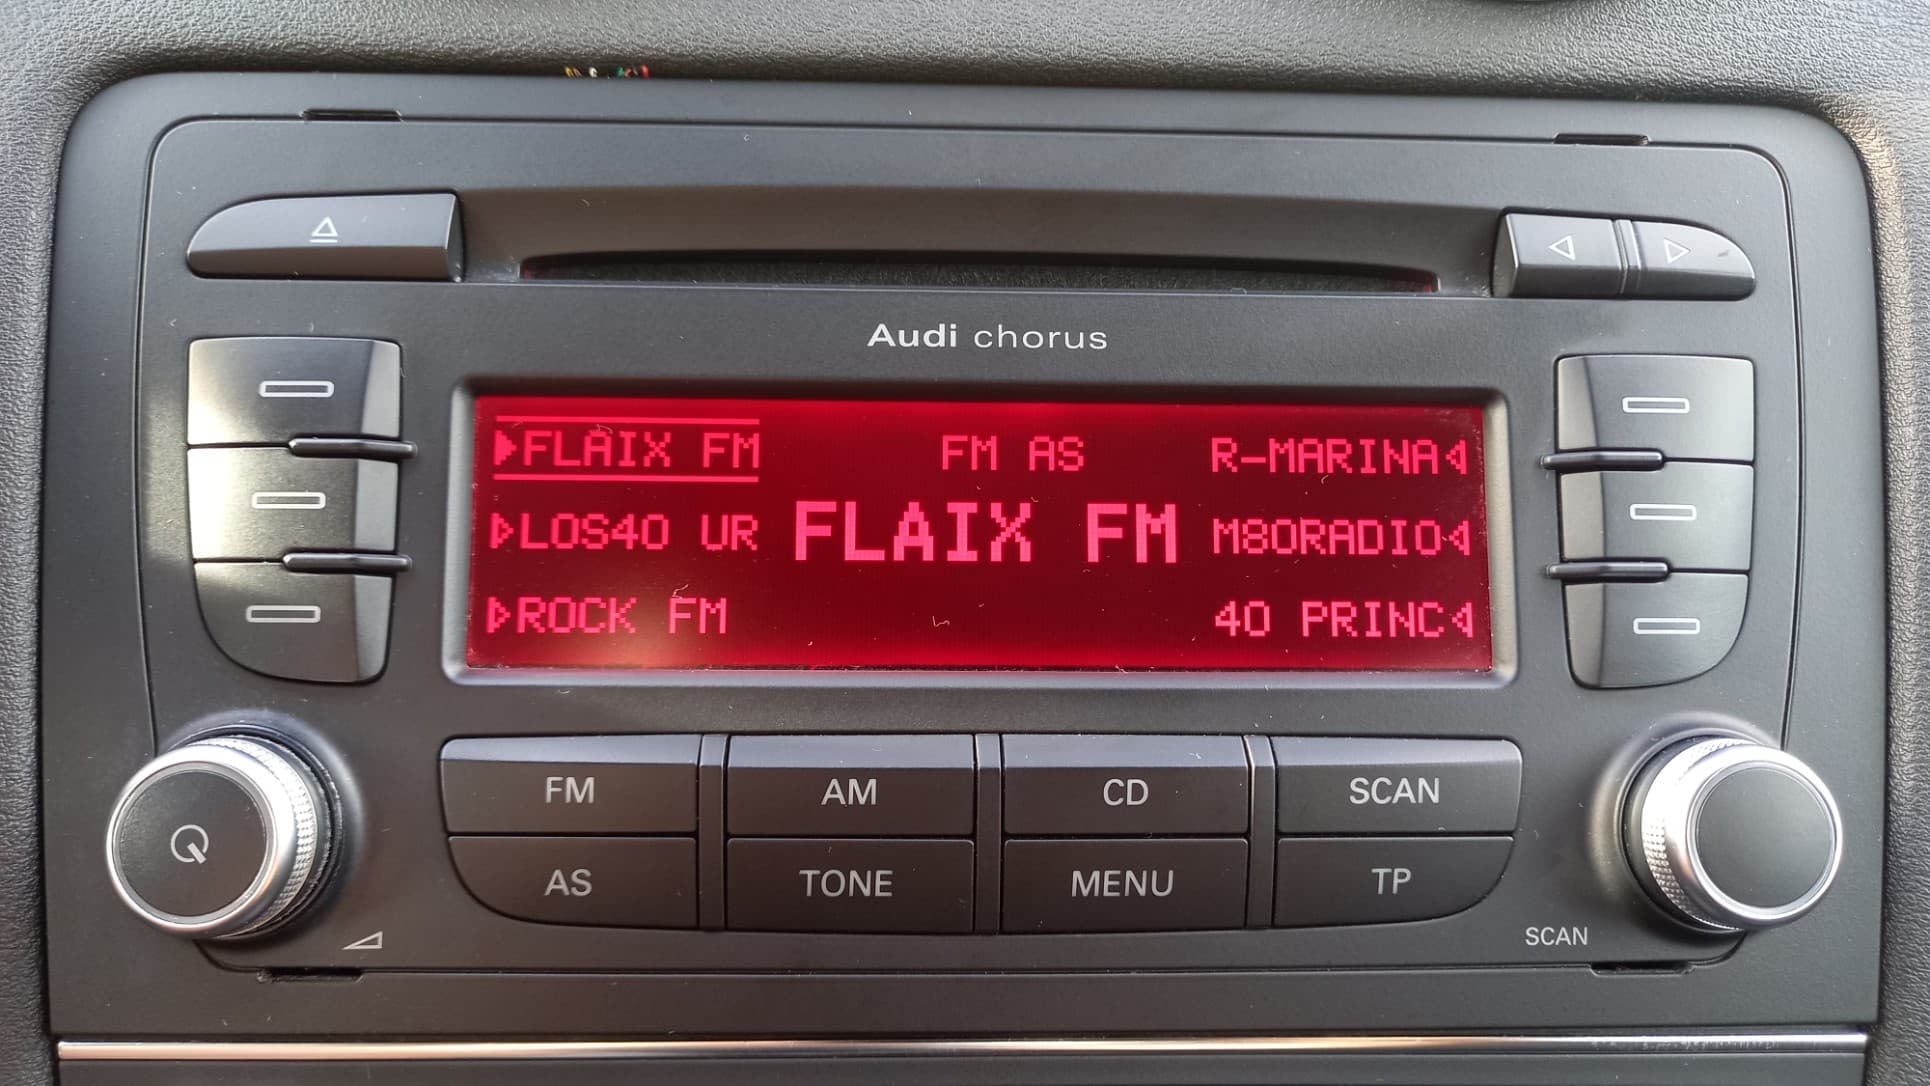 Audi chorus
FLAIX FM FM AS R-MARINA
LOS40 UR FLAIX FM M80RADIO
ROCK FM 40 PRINC
FM AM CD SCAN
AS TONE MENU TP
SCAN